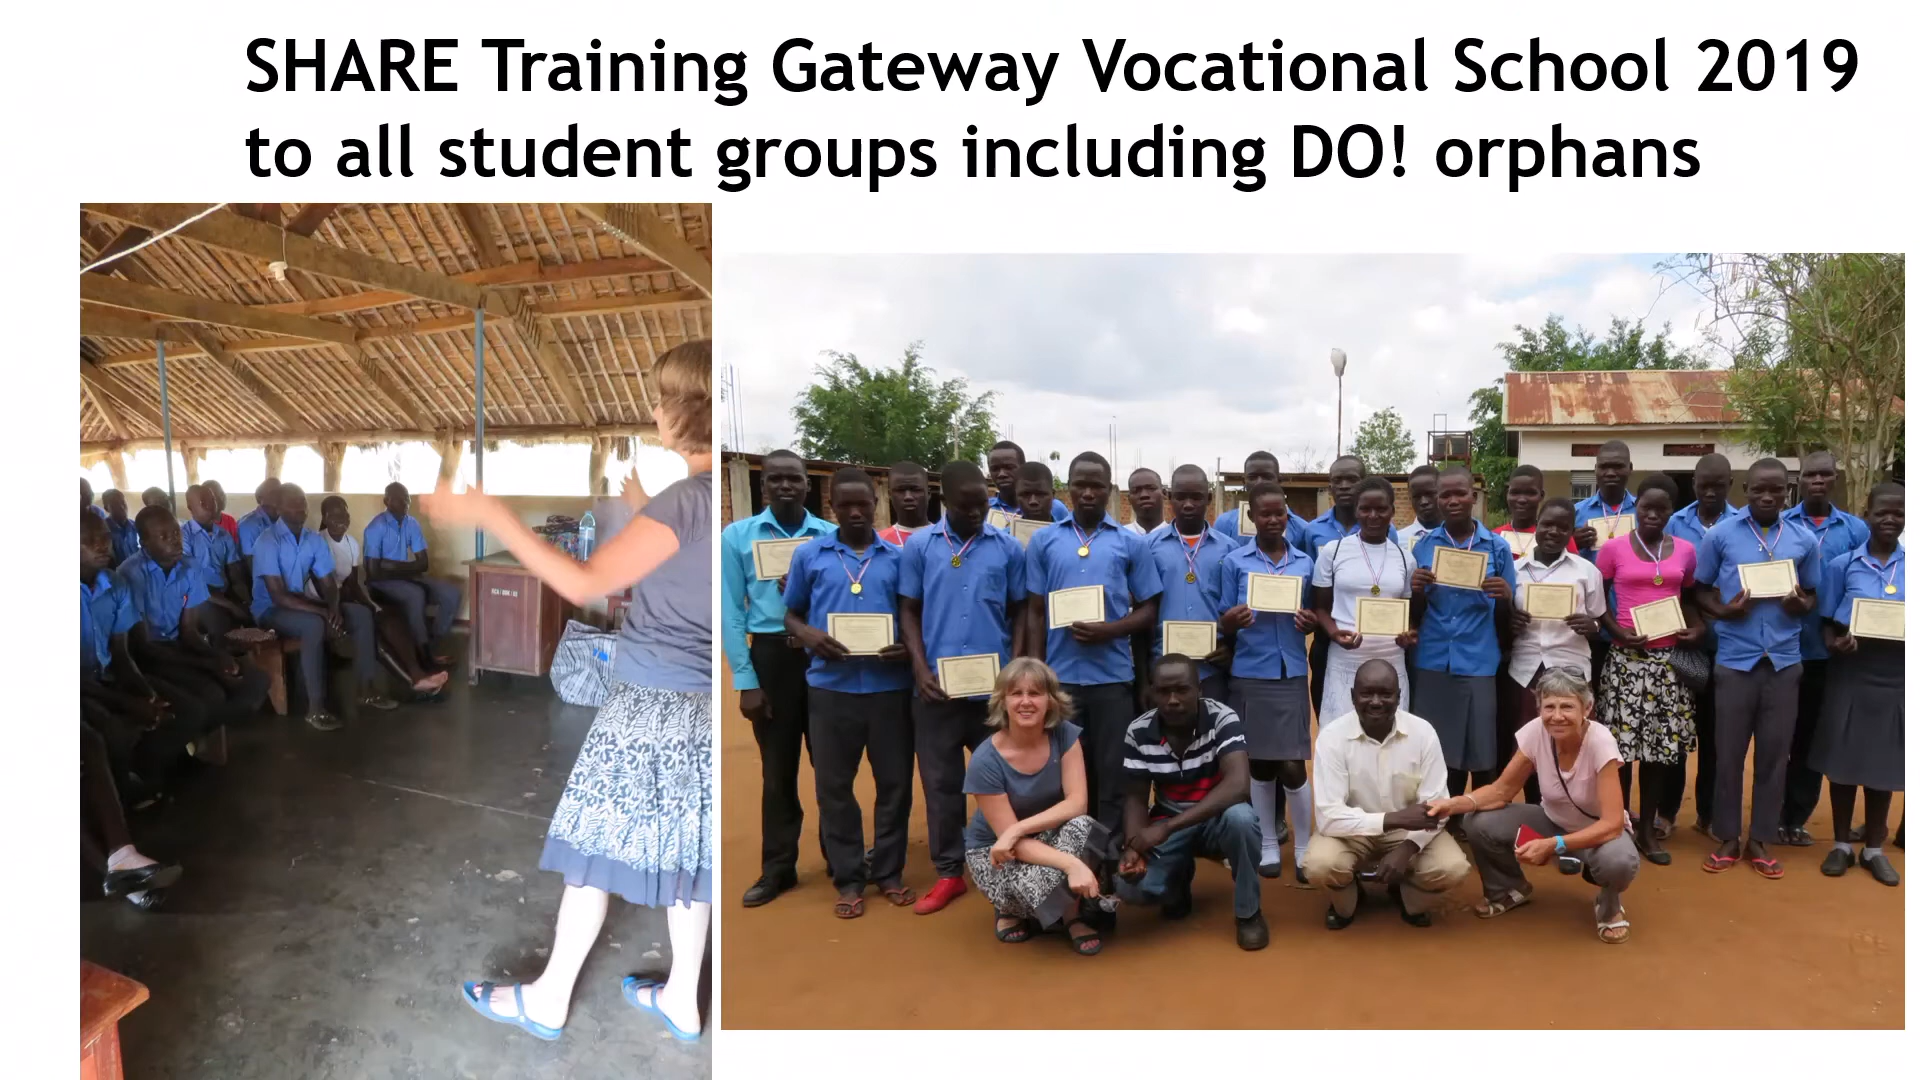 SHARE Training Gateway Vocational School 2019
to all student groups including DO! orphans